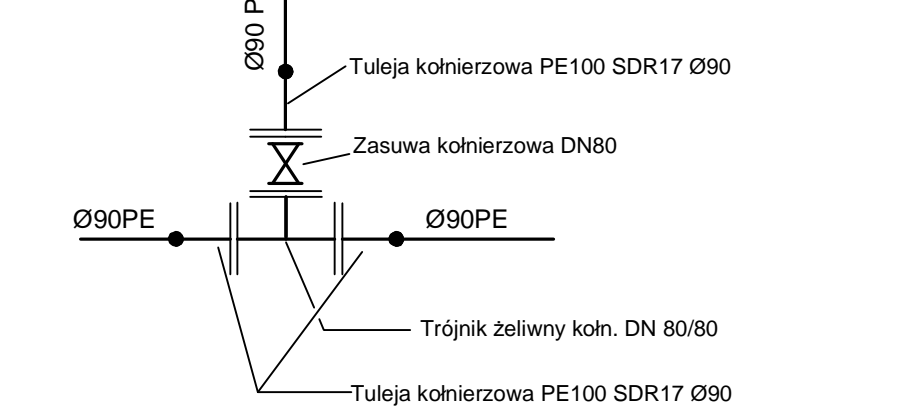 Ø90 P
Tuleja kołnierzowa PE100 SDR17 Ø90
Zasuwa kołnierzowa DN80
Ø90PE
Ø90PE
Trójnik żeliwny kołn. DN 80/80
Tuleja kołnierzowa PE100 SDR17 Ø90